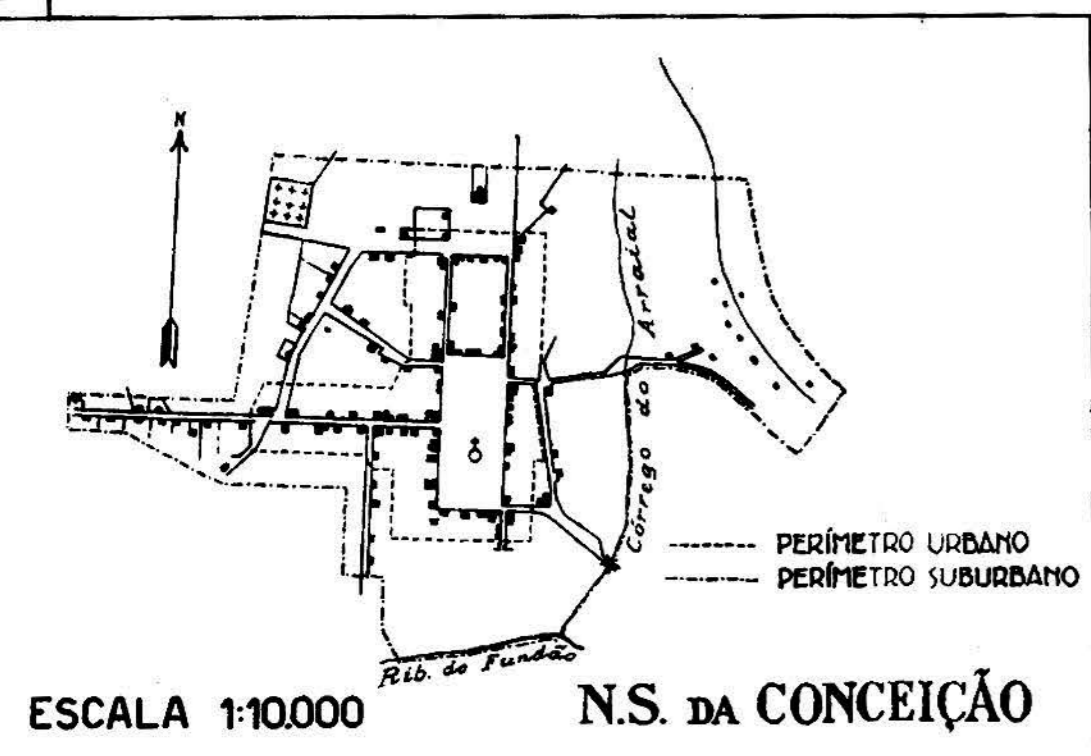 N
Córrego do Arraial
PERÍMETRO URBANO
PERÍMETRO SUBURBANO
Rib. do Fundão
ESCALA 1:10.000
N.S. DA CONCEIÇÃO